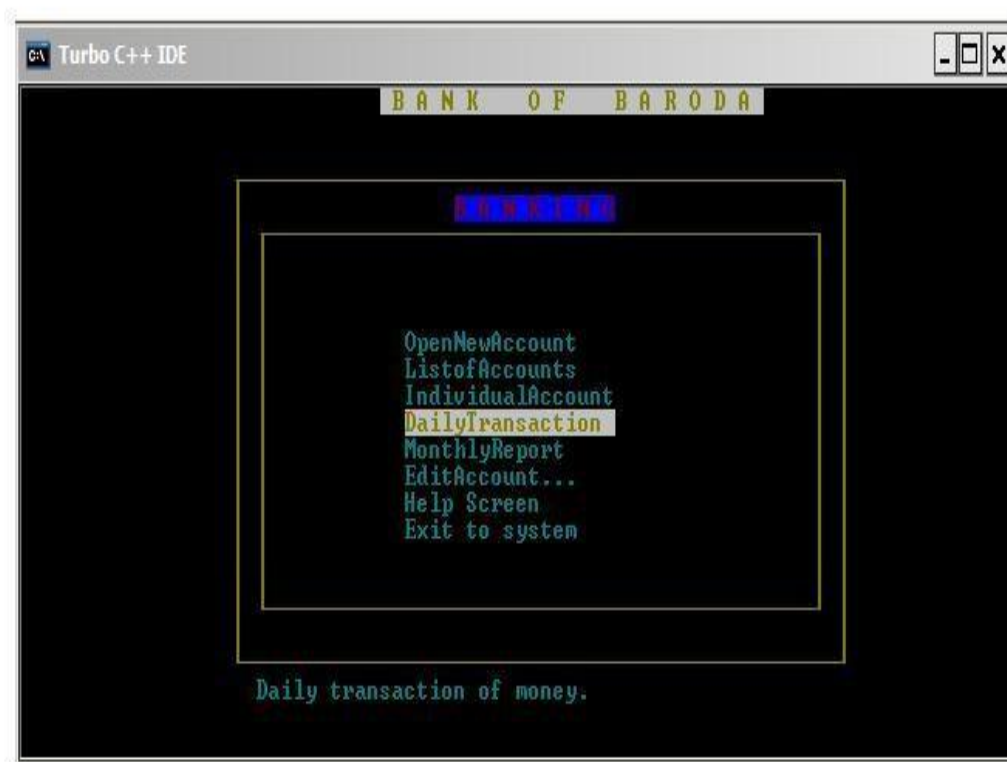 Turbo C++ IDE
B A N K   O F   B A R O D A
B A N K I N G
OpenNewAccount
ListofAccounts
IndividualAccount
DailyTransaction
MonthlyReport
EditAccount...
Help Screen
Exit to system
Daily transaction of money.